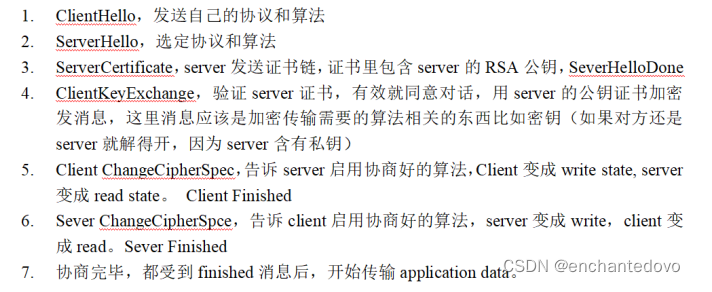 1. ClientHello，发送自己的协议和算法
2. ServerHello，选定协议和算法
3. ServerCertificate，server 发送证书链，证书里包含 server 的 RSA 公钥，SeverHelloDone
4. ClientKeyExchange，验证 server 证书，有效就同意对话，用 server 的公钥证书加密
发消息，这里消息应该是加密传输需要的算法相关的东西比如密钥（如果对方还是
server 就解得开，因为 server 含有私钥）
5. Client ChangeCipherSpec，告诉 server 启用协商好的算法，Client 变成 write state, server
变成 read state。 Client Finished
6. Sever ChangeCipherSpce，告诉 client 启用协商好的算法，server 变成 write，client 变
成 read。Sever Finished
7. 协商完毕，都受到 finished 消息后，开始传输 application data。
CSDN @enchantedovo